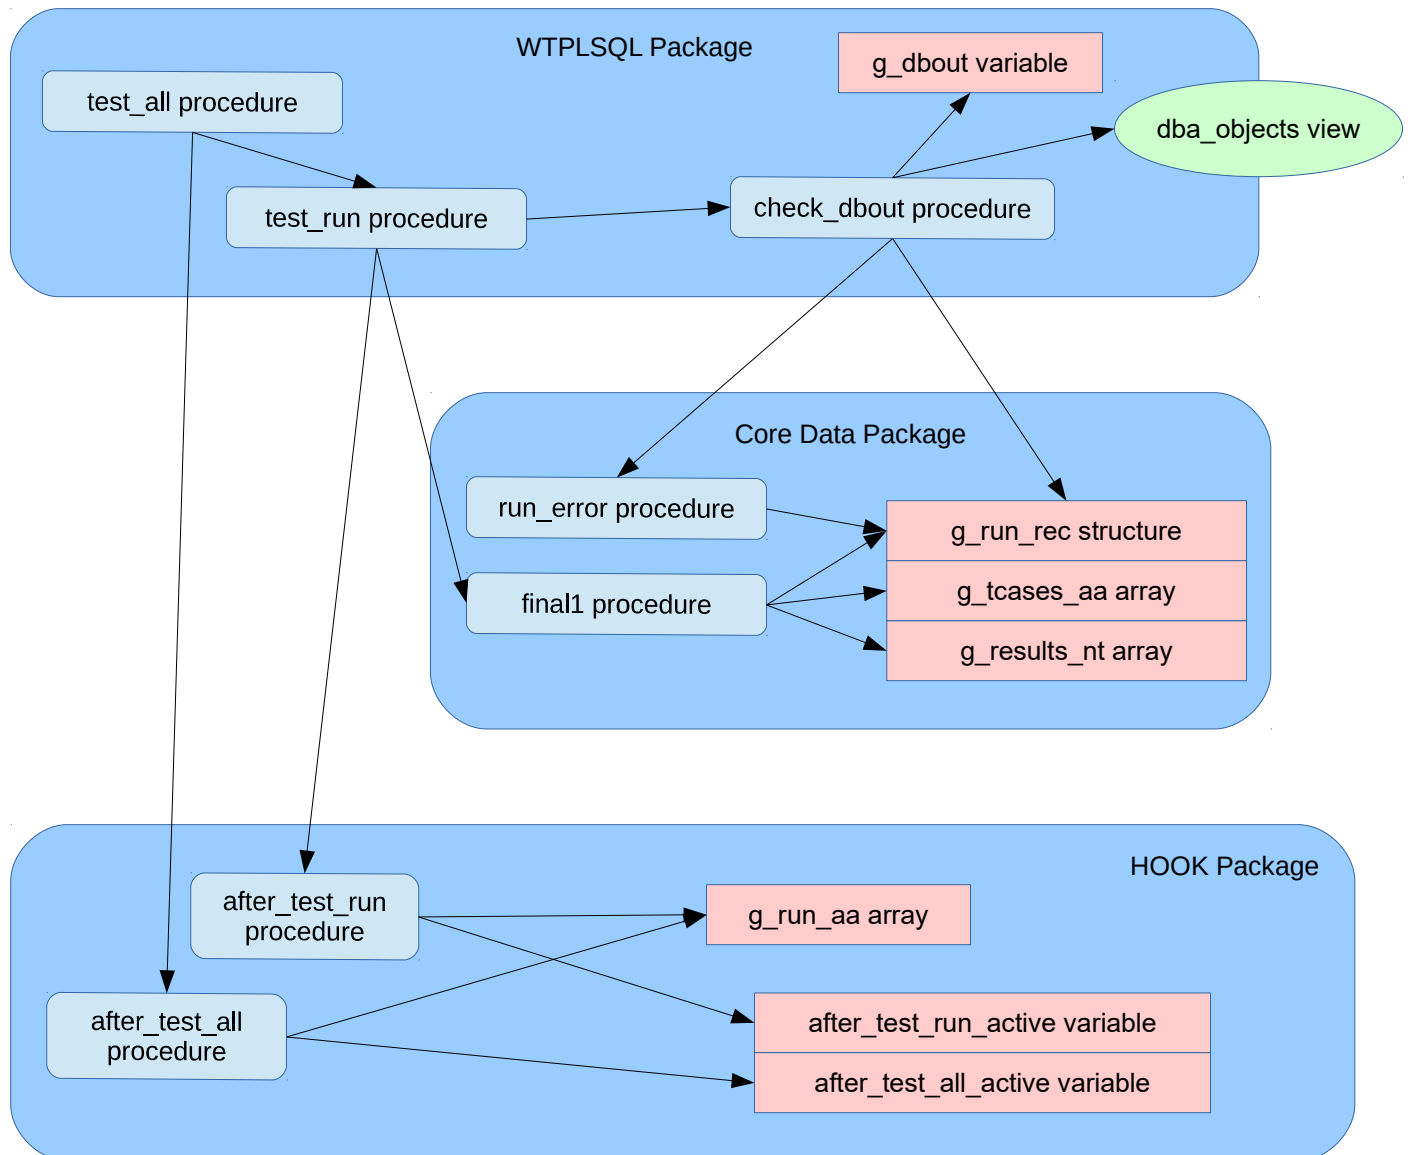 WTPLSQL Package
g_dbout variable
test_all procedure
dba_objects view
test_run procedure
check_dbout procedure
Core Data Package
run_error procedure
g_run_rec structure
final1 procedure
g_tcases_aa array
g_results_nt array
HOOK Package
after_test_run
procedure
g_run_aa array
after_test_all
procedure
after_test_run_active variable
after_test_all_active variable